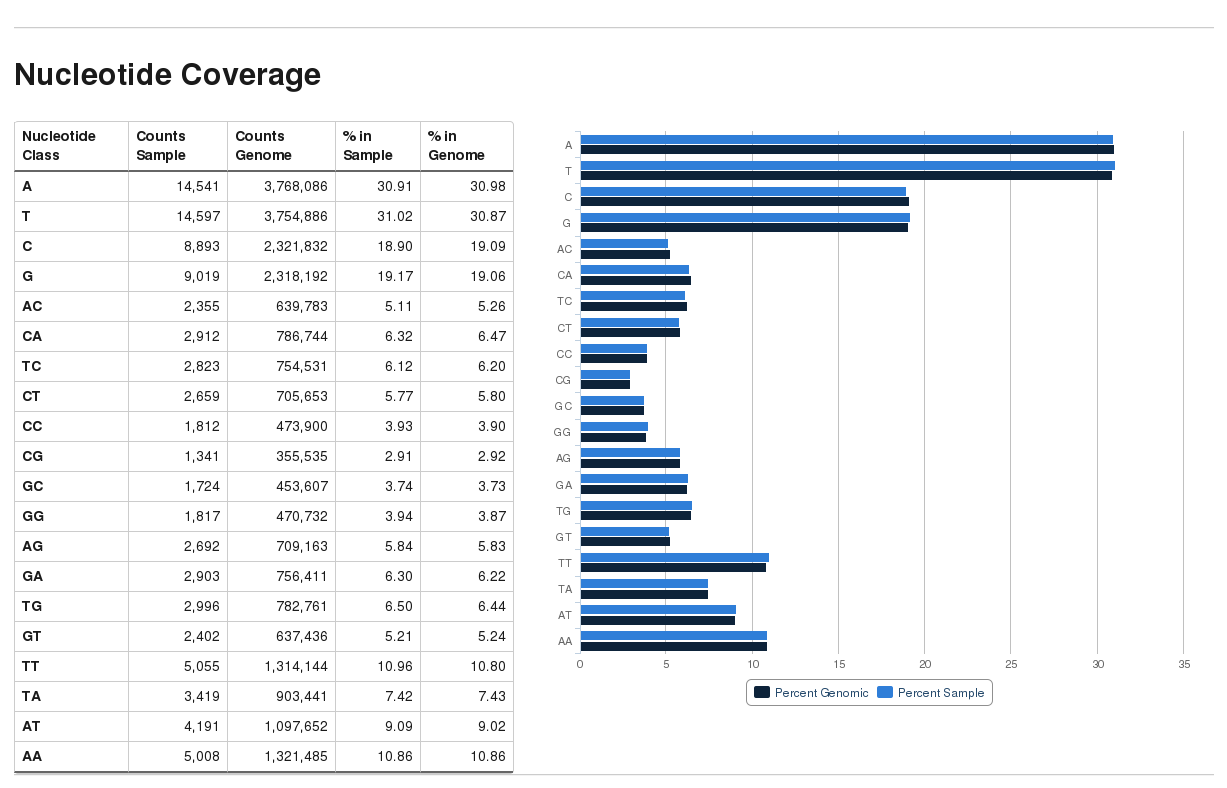 Nucleotide Coverage
Nucleotide Class | Counts Sample | Counts Genome | % in Sample | % in Genome
A 14,541 3,768,086 30.91 30.98
T 14,597 3,754,886 31.02 30.87
C 8,893 2,321,832 18.90 19.09
G 9,019 2,318,192 19.17 19.06
AC 2,355 639,783 5.11 5.26
CA 2,912 786,744 6.32 6.47
TC 2,823 754,531 6.12 6.20
CT 2,659 705,653 5.77 5.80
CC 1,812 473,900 3.93 3.90
CG 1,341 355,535 2.91 2.92
GC 1,724 453,607 3.74 3.73
GG 1,817 470,732 3.94 3.87
AG 2,692 709,163 5.84 5.83
GA 2,903 756,411 6.30 6.22
TG 2,996 782,761 6.50 6.44
GT 2,402 637,436 5.21 5.24
TT 5,055 1,314,144 10.96 10.80
TA 3,419 903,441 7.42 7.43
AT 4,191 1,097,652 9.09 9.02
AA 5,008 1,321,485 10.86 10.86
A
T
C
G
AC
CA
TC
CT
CC
CG
GC
GG
AG
GA
TG
GT
TT
TA
AT
AA
0 5 10 15 20 25 30 35
Percent Genomic Percent Sample